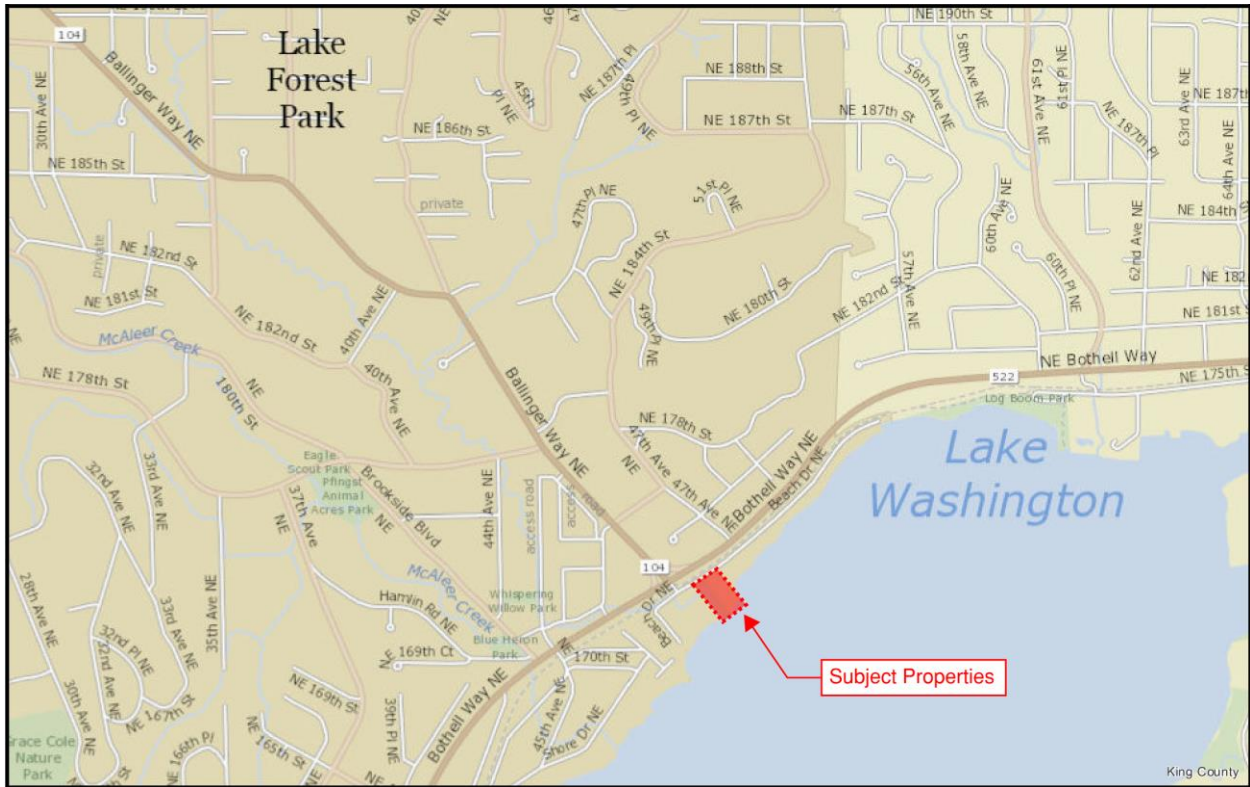 NE 190th St
104
Lake
Forest
Park
Ballinger Way NE
30th Ave NE
45th
Pl NE
NE 187th Pl
49th Pl NE
NE 188th St
NE 187th St
NE 187th St
56th Ave NE
58th Ave NE
61st Ave NE
61st Pl NE
NE 187th Pl
63rd Ave NE
64th Ave NE
NE 187th
NE 186th St
NE 185th St
private
47th Pl NE
51st Pl NE
NE 184th St
60th Ave NE
NE 184th
private
NE 182nd St
NE 181st St
NE 182nd St
40th Ave NE
49th Pl NE
NE 180th St
NE 182nd St
57th Ave NE
60th Pl NE
62nd Ave NE
NE 182
NE 181st S
McAleer Creek
NE 178th St
NE
180th St
40th Ave NE
Ballinger Way NE
NE Bothell Way
522
NE 175th S
Log Boom Park
NE 178th St
47th Ave
NE
47th Ave NE
Bothell Way NE
Beach Dr NE
Lake
Washington
Eagle
Scout Park
Pfingst
Animal
Acres Park
Brookside Blvd
NE
32nd Ave NE
33rd Ave NE
37th Ave
NE
44th Ave NE
access road
access
road
104
McAleer Creek
Whispering
Willow Park
Blue Heron
Park
Hamlin Rd NE
Beach
Dr NE
28th Ave NE
32nd Pl NE
32nd Ave NE
33rd Ave NE
35th Ave NE
NE 169th Ct
NE
170th St
Subject Properties
30th Ave NE
NE 167th St
NE 169th St
39th Pl NE
Bothell Way NE
45th Ave NE
Shore Dr NE
Grace Cole
Nature
Park
NE 166th Pl
NE 165th St
King County